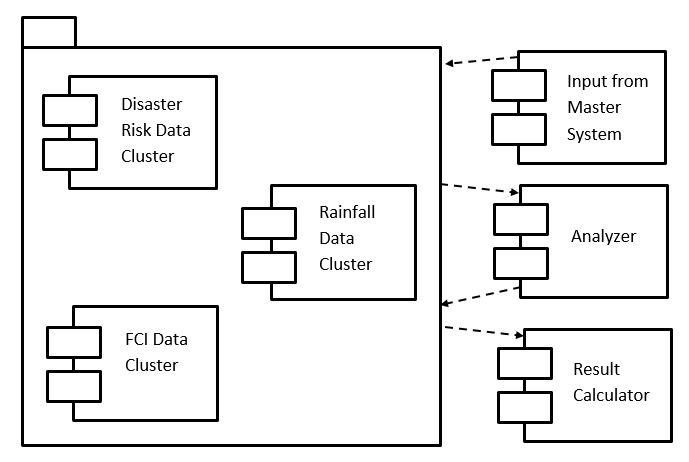 Disaster
Risk Data
Cluster
Rainfall
Data
Cluster
FCI Data
Cluster
Input from
Master
System
Analyzer
Result
Calculator